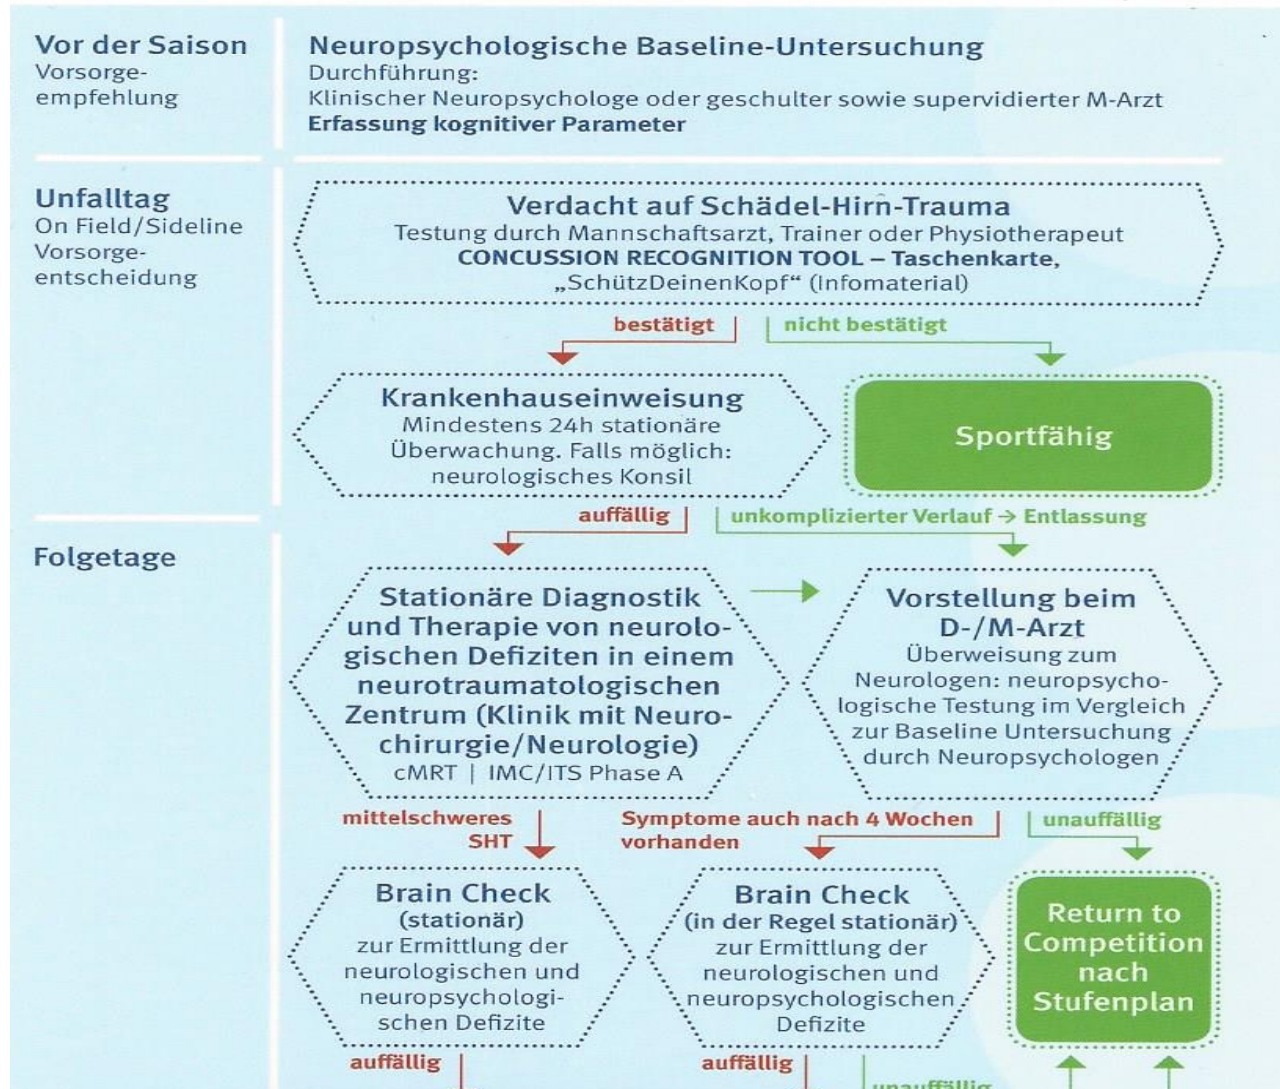 Vor der Saison
Vorsorge-
empfehlung
Neuropsychologische Baseline-Untersuchung
Durchführung:
Klinischer Neuropsychologe oder geschulter sowie supervidierter M-Arzt
Erfassung kognitiver Parameter
Unfalltag
On Field/Sideline
Vorsorge-
entscheidung
Verdacht auf Schädel-Hirn-Trauma
Testung durch Mannschaftsarzt, Trainer oder Physiotherapeut
CONCUSSION RECOGNITION TOOL – Taschenkarte,
„SchützDeinenKopf“ (Infomaterial)
bestätigt
nicht bestätigt
Krankenhauseinweisung
Mindestens 24h stationäre
Überwachung. Falls möglich:
neurologisches Konsil
Sportfähig
auffällig
unkomplizierter Verlauf → Entlassung
Folgetage
Stationäre Diagnostik
und Therapie von neurolo-
gischen Defiziten in einem
neurotraumatologischen
Zentrum (Klinik mit Neuro-
chirurgie/Neurologie)
cMRT | IMC/ITS Phase A
Vorstellung beim
D-/M-Arzt
Überweisung zum
Neurologen: neuropsycho-
logische Testung im Vergleich
zur Baseline Untersuchung
durch Neuropsychologen
mittelschweres
SHT
Symptome auch nach 4 Wochen
vorhanden
unauffällig
Brain Check
(stationär)
zur Ermittlung der
neurologischen und
neuropsychologi-
schen Defizite
Brain Check
(in der Regel stationär)
zur Ermittlung der
neurologischen und
neuropsychologischen
Defizite
Return to
Competition
nach
Stufenplan
auffällig
auffällig
unauffällig